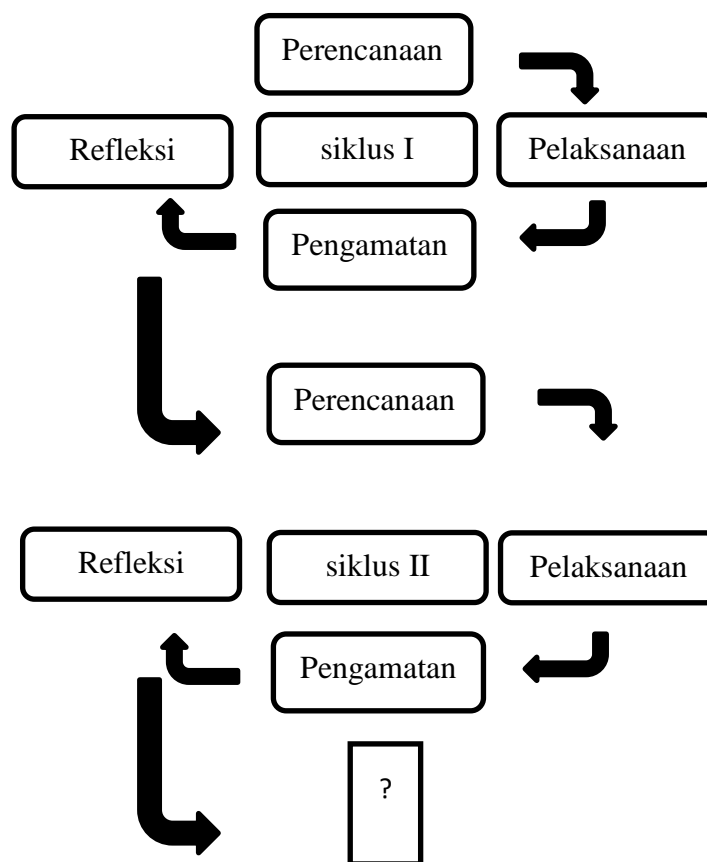 Perencanaan
Refleksi
siklus I
Pelaksanaan
Pengamatan
Perencanaan
Refleksi
siklus II
Pelaksanaan
Pengamatan
?